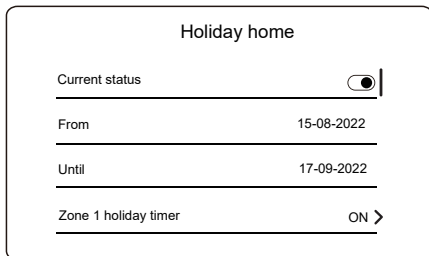 Holiday home
Current status
From 15-08-2022
Until 17-09-2022
Zone 1 holiday timer ON